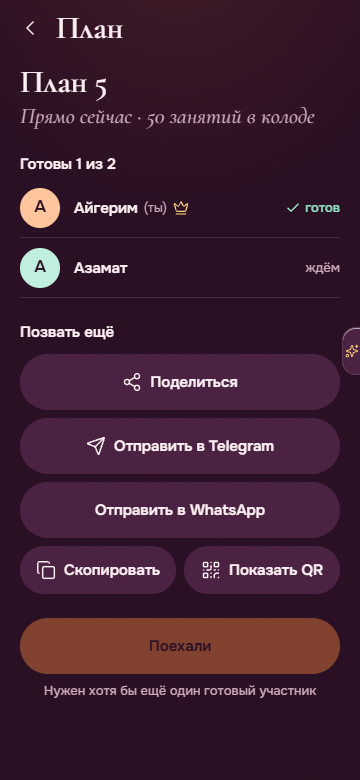 План
План 5
Прямо сейчас · 50 занятий в колоде
Готовы 1 из 2
А Айгерим (ты) готов
А Азамат ждём
Позвать ещё
Поделиться
Отправить в Telegram
Отправить в WhatsApp
Скопировать Показать QR
Поехали
Нужен хотя бы ещё один готовый участник